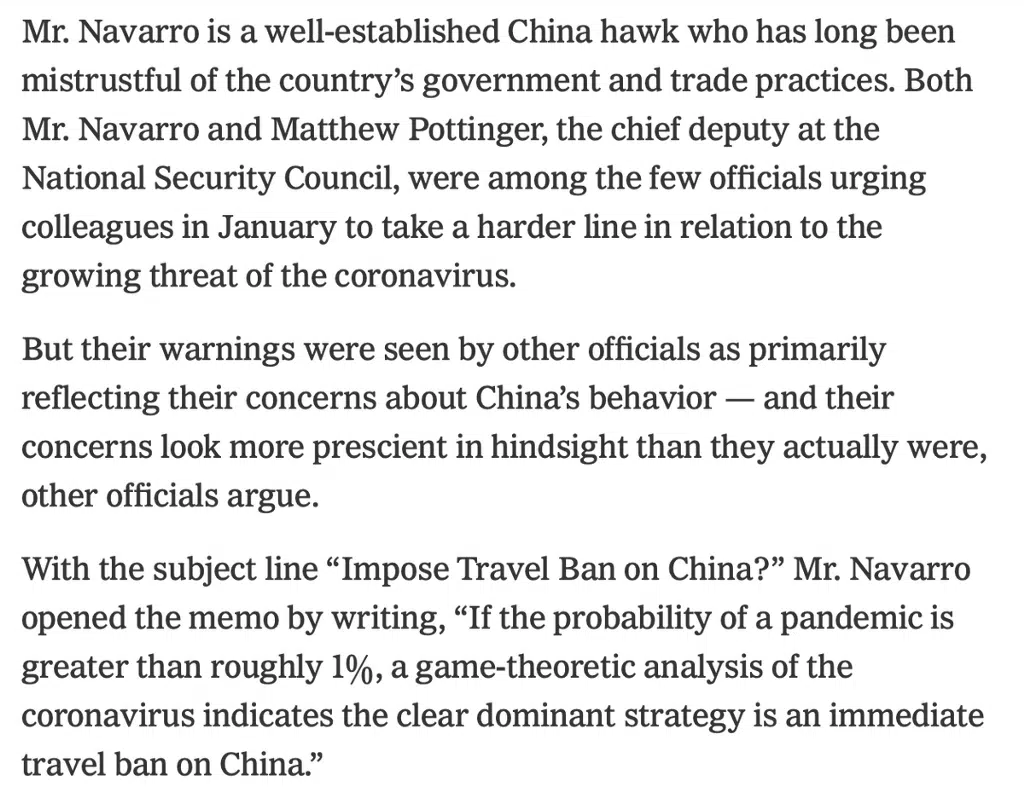 Mr. Navarro is a well-established China hawk who has long been
mistrustful of the country’s government and trade practices. Both
Mr. Navarro and Matthew Pottinger, the chief deputy at the
National Security Council, were among the few officials urging
colleagues in January to take a harder line in relation to the
growing threat of the coronavirus.
But their warnings were seen by other officials as primarily
reflecting their concerns about China’s behavior — and their
concerns look more prescient in hindsight than they actually were,
other officials argue.
With the subject line “Impose Travel Ban on China?” Mr. Navarro
opened the memo by writing, “If the probability of a pandemic is
greater than roughly 1%, a game-theoretic analysis of the
coronavirus indicates the clear dominant strategy is an immediate
travel ban on China.”